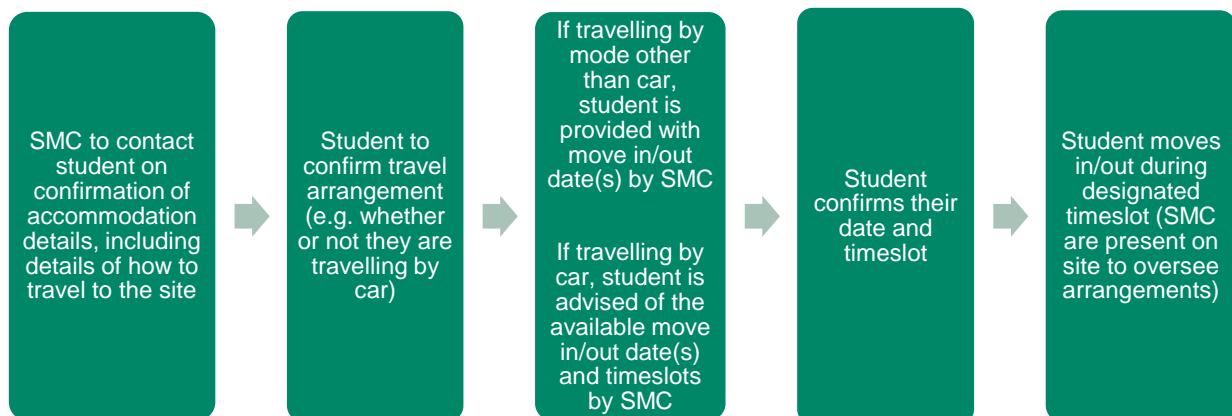 SMC to contact
student on
confirmation of
accommodation
details, including
details of how to
travel to the site
Student to
confirm travel
arrangement
(e.g. whether
or not they are
travelling by
car)
If travelling by
mode other
than car,
student is
provided with
move in/out
date(s) by SMC
If travelling by
car, student is
advised of the
available move
in/out date(s)
and timeslots
by SMC
Student
confirms their
date and
timeslot
Student moves
in/out during
designated
timeslot (SMC
are present on
site to oversee
arrangements)